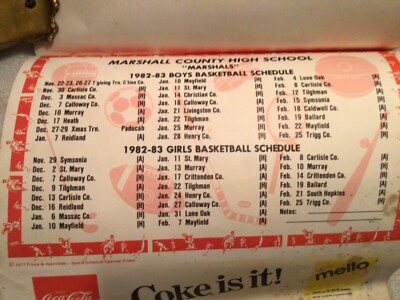 MARSHALL COUNTY HIGH SCHOOL
"MARSHALS"
1982-83 BOYS BASKETBALL SCHEDULE
Nov. 22-23, 26-27 T'giving Trn. C'tian Co. Jan. 10 Mayfield [H] Feb. 4 Lone Oak [A]
Nov. 30 Carlisle Co. [H] Jan. 11 St. Mary [H] Feb. 8 Carlisle Co. [A]
Dec. 3 Massac Co. [A] Jan. 14 Christian Co. [A] Feb. 12 Tilghman [A]
Dec. 7 Calloway Co. [H] Jan. 18 Calloway Co. [A] Feb. 15 Symsonia [H]
Dec. 10 Murray [H] Jan. 21 Livingston Co. [H] Feb. 18 Caldwell Co. [A]
Dec. 17 Heath [A] Jan. 22 Tilghman [H] Feb. 19 Ballard [A]
Dec. 27-29 Xmas Trn. Paducah Jan. 25 Murray [A] Feb. 22 Mayfield [A]
Jan. 7 Reidland [A] Jan. 28 Henry Co. [H] Feb. 25 Trigg Co. [H]
1982-83 GIRLS BASKETBALL SCHEDULE
Nov. 29 Symsonia [A] Jan. 11 St. Mary [H] Feb. 8 Carlisle Co. [A]
Dec. 2 St. Mary [A] Jan. 13 Murray [H] Feb. 10 Murray [A]
Dec. 7 Calloway Co. [H] Jan. 17 Crittenden Co. [A] Feb. 14 Crittenden Co. [H]
Dec. 9 Tilghman [A] Jan. 22 Tilghman [H] Feb. 19 Ballard [A]
Dec. 13 Carlisle Co. [H] Jan. 24 Henry Co. [H] Feb. 21 South Hopkins [A]
Dec. 16 Reidland [H] Jan. 27 Calloway [A] Feb. 25 Trigg Co. [H]
Jan. 6 Massac Co. [A] Jan. 31 Lone Oak [A] Notes:
Jan. 10 Mayfield [H] Feb. 7 Mayfield [A]
Coca-Cola
Coke is it!
mello